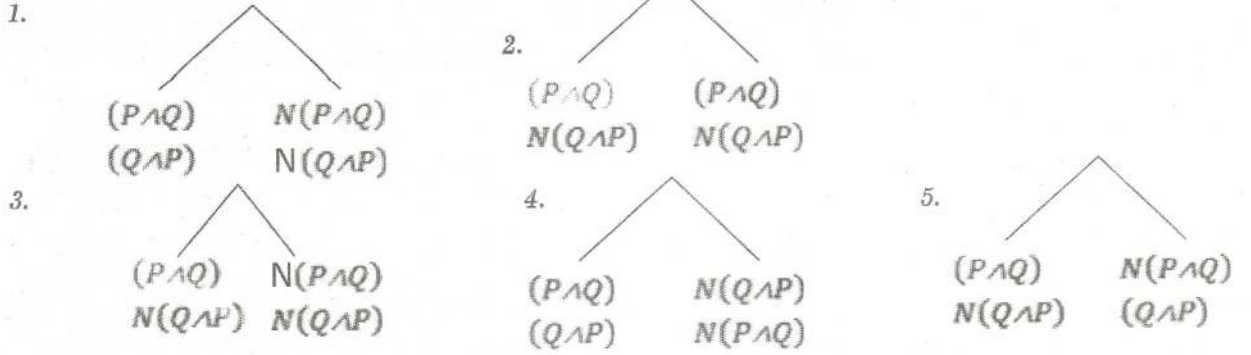 1.
(P∧Q) N(P∧Q)
(Q∧P) N(Q∧P)
2.
(P∧Q) (P∧Q)
N(Q∧P) N(Q∧P)
3.
(P∧Q) N(P∧Q)
N(Q∧P) N(Q∧P)
4.
(P∧Q) N(Q∧P)
(Q∧P) N(P∧Q)
5.
(P∧Q) N(P∧Q)
N(Q∧P) (Q∧P)